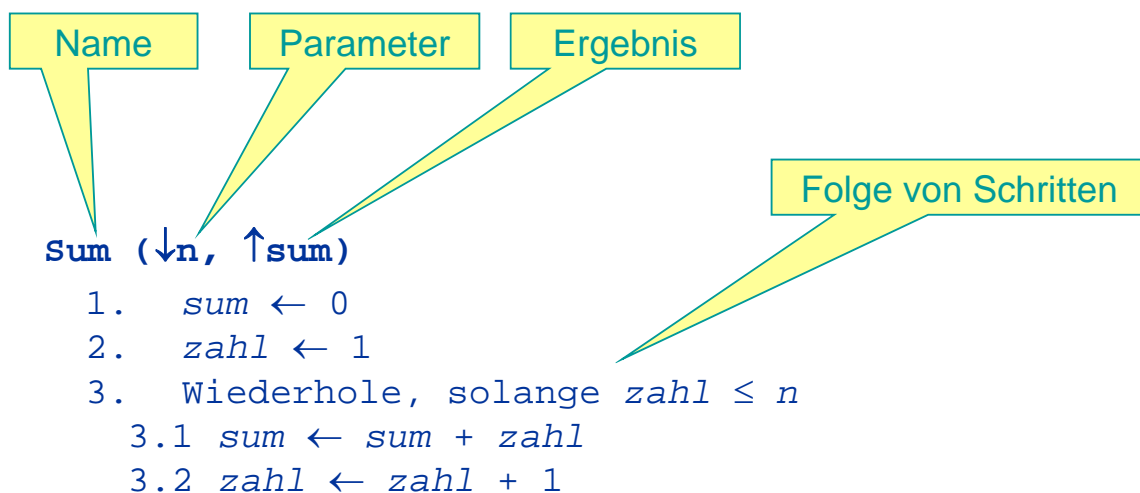 Name
Parameter
Ergebnis
Folge von Schritten
Sum (↓n, ↑sum)
1. sum ← 0
2. zahl ← 1
3. Wiederhole, solange zahl ≤ n
3.1 sum ← sum + zahl
3.2 zahl ← zahl + 1